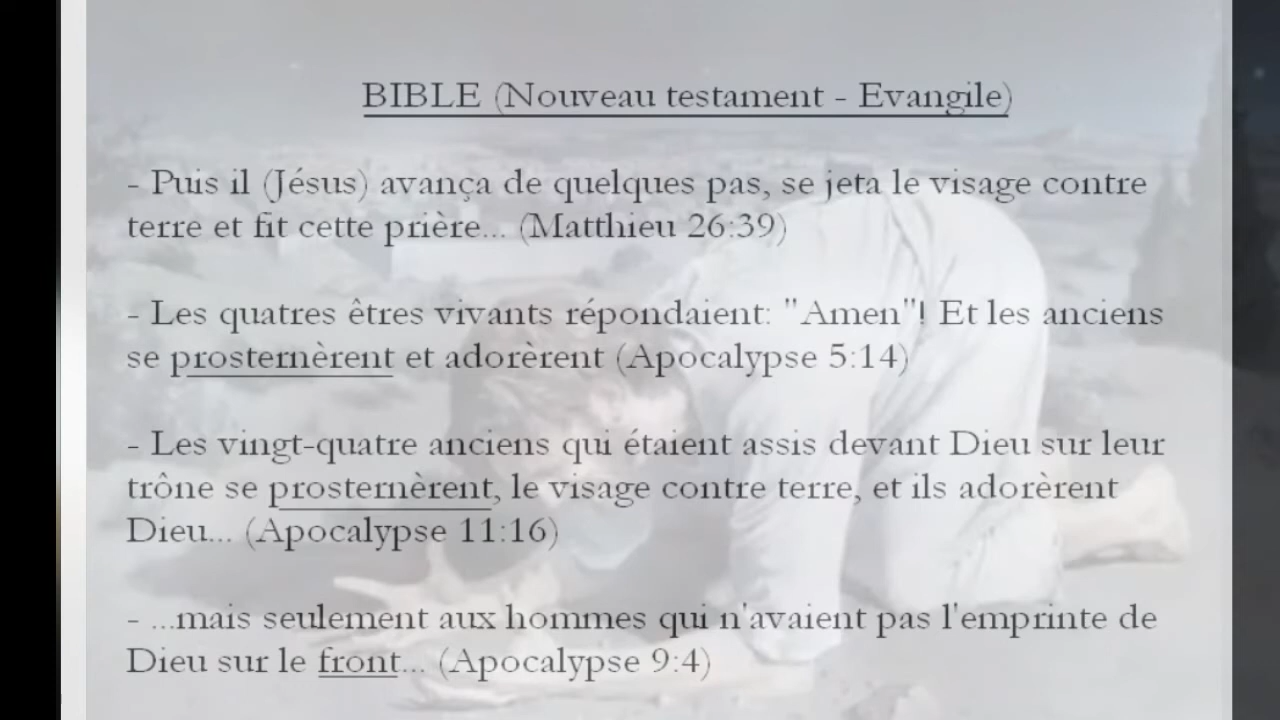 BIBLE (Nouveau testament - Evangile)
- Puis il (Jésus) avança de quelques pas, se jeta le visage contre
terre et fit cette prière... (Matthieu 26:39)
- Les quatres êtres vivants répondaient: "Amen"! Et les anciens
se prosternèrent et adorèrent (Apocalypse 5:14)
- Les vingt-quatre anciens qui étaient assis devant Dieu sur leur
trône se prosternèrent, le visage contre terre, et ils adorèrent
Dieu... (Apocalypse 11:16)
- ...mais seulement aux hommes qui n'avaient pas l'emprinte de
Dieu sur le front... (Apocalypse 9:4)